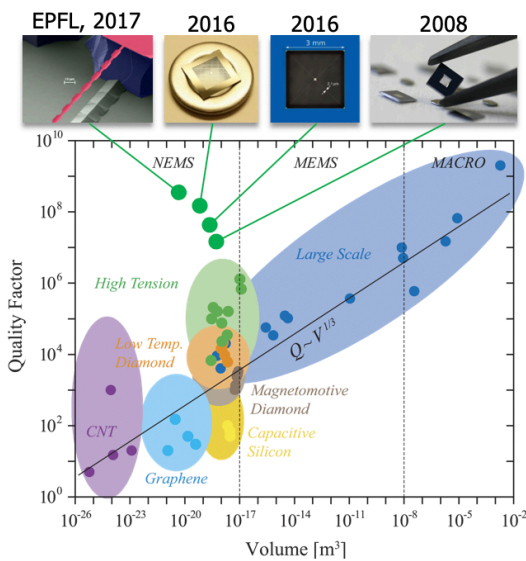 EPFL, 2017 2016 2016 2008
3 mm
10^10
NEMS MEMS MACRO
10^8
Large Scale
10^6
High Tension
Quality Factor
10^4
Low Temp.
Diamond
Q~V^1/3
Magnetomotive
Diamond
10^2
CNT
Capacitive
Silicon
Graphene
10^0
10^-26 10^-23 10^-20 10^-17 10^-14 10^-11 10^-8 10^-5 10^-2
Volume [m^3]